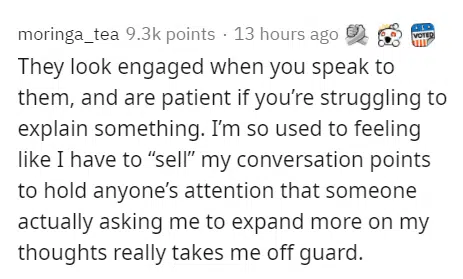 moringa_tea 9.3k points · 13 hours ago VOTED
They look engaged when you speak to
them, and are patient if you’re struggling to
explain something. I’m so used to feeling
like I have to “sell” my conversation points
to hold anyone’s attention that someone
actually asking me to expand more on my
thoughts really takes me off guard.